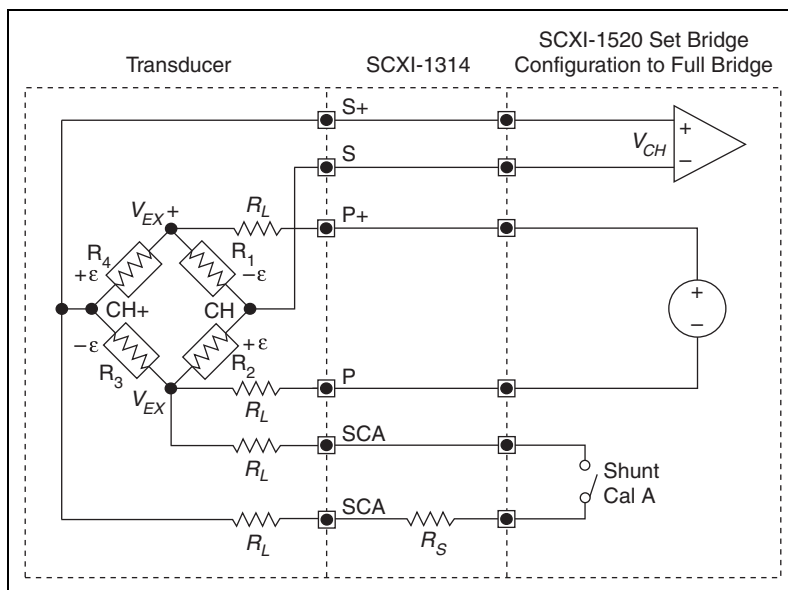 Transducer
SCXI-1314
SCXI-1520 Set Bridge
Configuration to Full Bridge
S+
S
V_CH
+
–
V_EX+
R_L
P+
R_4
+ε
R_1
–ε
CH+
CH
–ε
R_3
+ε
R_2
V_EX
R_L
P
+
–
R_L
SCA
Shunt
Cal A
R_L
SCA
R_S